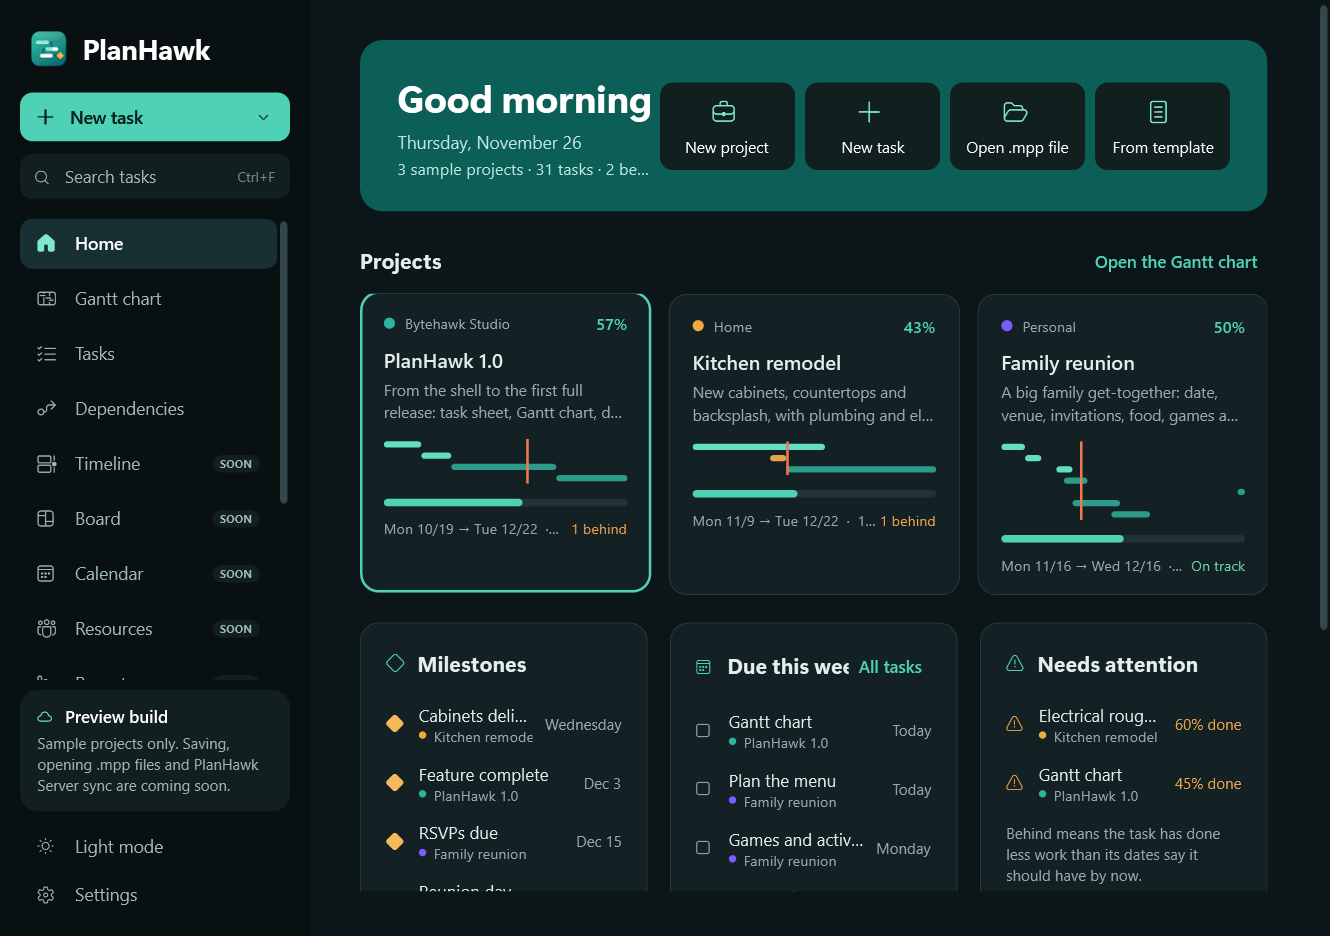 PlanHawk
New task
Search tasks Ctrl+F
Home
Gantt chart
Tasks
Dependencies
Timeline SOON
Board SOON
Calendar SOON
Resources SOON
Preview build
Sample projects only. Saving,
opening .mpp files and PlanHawk
Server sync are coming soon.
Light mode
Settings
Good morning
Thursday, November 26
3 sample projects · 31 tasks · 2 be...
New project
New task
Open .mpp file
From template
Projects
Open the Gantt chart
Bytehawk Studio 57%
PlanHawk 1.0
From the shell to the first full
release: task sheet, Gantt chart, d...
Mon 10/19 → Tue 12/22 ·... 1 behind
Home 43%
Kitchen remodel
New cabinets, countertops and
backsplash, with plumbing and el...
Mon 11/9 → Tue 12/22 · 1... 1 behind
Personal 50%
Family reunion
A big family get-together: date,
venue, invitations, food, games a...
Mon 11/16 → Wed 12/16 ·... On track
Milestones
Cabinets deli... Wednesday
Kitchen remode
Feature complete Dec 3
PlanHawk 1.0
RSVPs due Dec 15
Family reunion
Reunion day
Due this wee All tasks
Gantt chart Today
PlanHawk 1.0
Plan the menu Today
Family reunion
Games and activ... Monday
Family reunion
Needs attention
Electrical roug... 60% done
Kitchen remodel
Gantt chart 45% done
PlanHawk 1.0
Behind means the task has done
less work than its dates say it
should have by now.